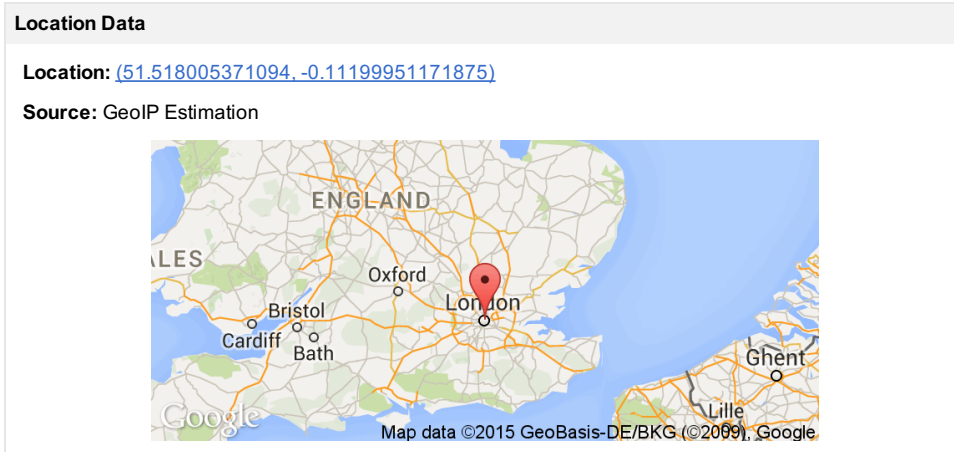 Location Data
Location: (51.518005371094, -0.11199951171875)
Source: GeoIP Estimation
ENGLAND
ALES
Oxford
London
Bristol
Cardiff
Bath
Ghent
Lille
Google
Map data ©2015 GeoBasis-DE/BKG (©2009), Google